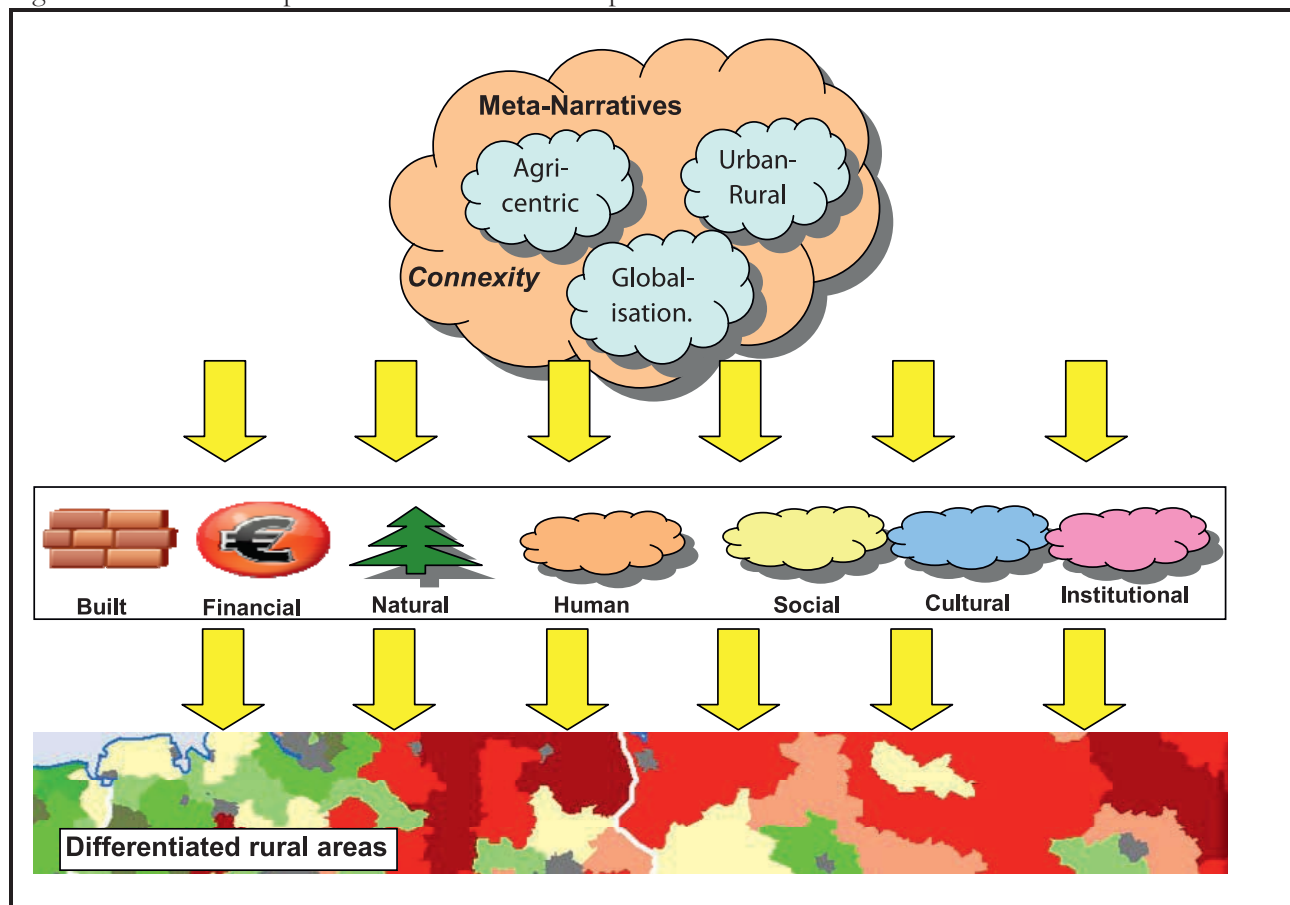 Meta-Narratives
Agri-
centric
Urban-
Rural
Connexity
Global-
isation.
Built
Financial
Natural
Human
Social
Cultural
Institutional
Differentiated rural areas